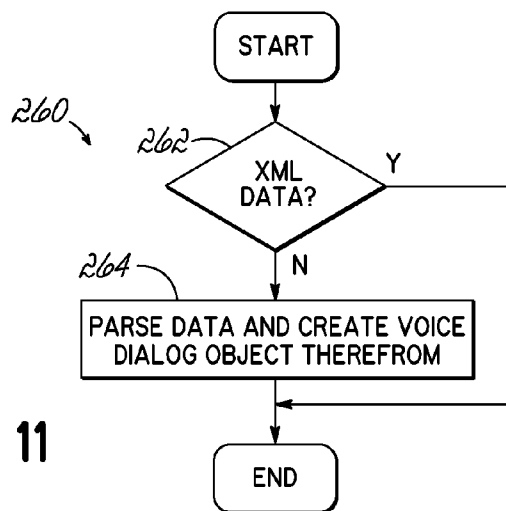 START
260
262
XML
DATA?
Y
N
264
PARSE DATA AND CREATE VOICE
DIALOG OBJECT THEREFROM
11
END